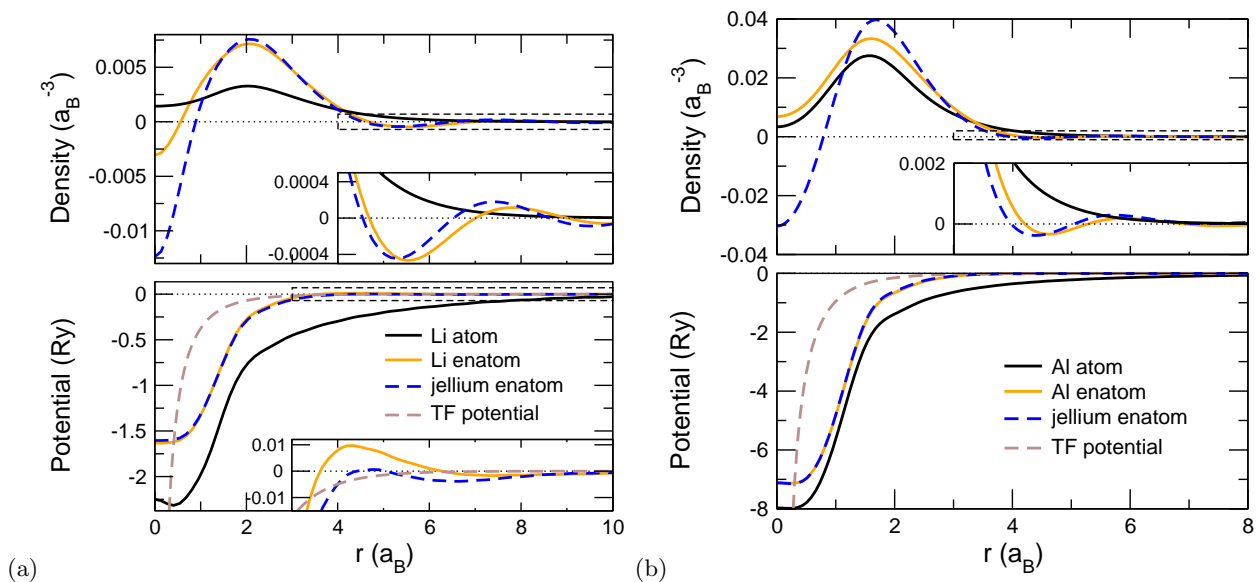 Density (a_B^-3)
0.005
0
-0.005
-0.01
0.0004
0
-0.0004
Potential (Ry)
0
-0.5
-1
-1.5
-2
Li atom
Li enatom
jellium enatom
TF potential
0.01
0
-0.01
0 2 4 6 8 10
r (a_B)
(a)
Density (a_B^-3)
0.04
0.02
0
-0.02
-0.04
0.002
0
Potential (Ry)
0
-2
-4
-6
-8
Al atom
Al enatom
jellium enatom
TF potential
0 2 4 6 8
r (a_B)
(b)